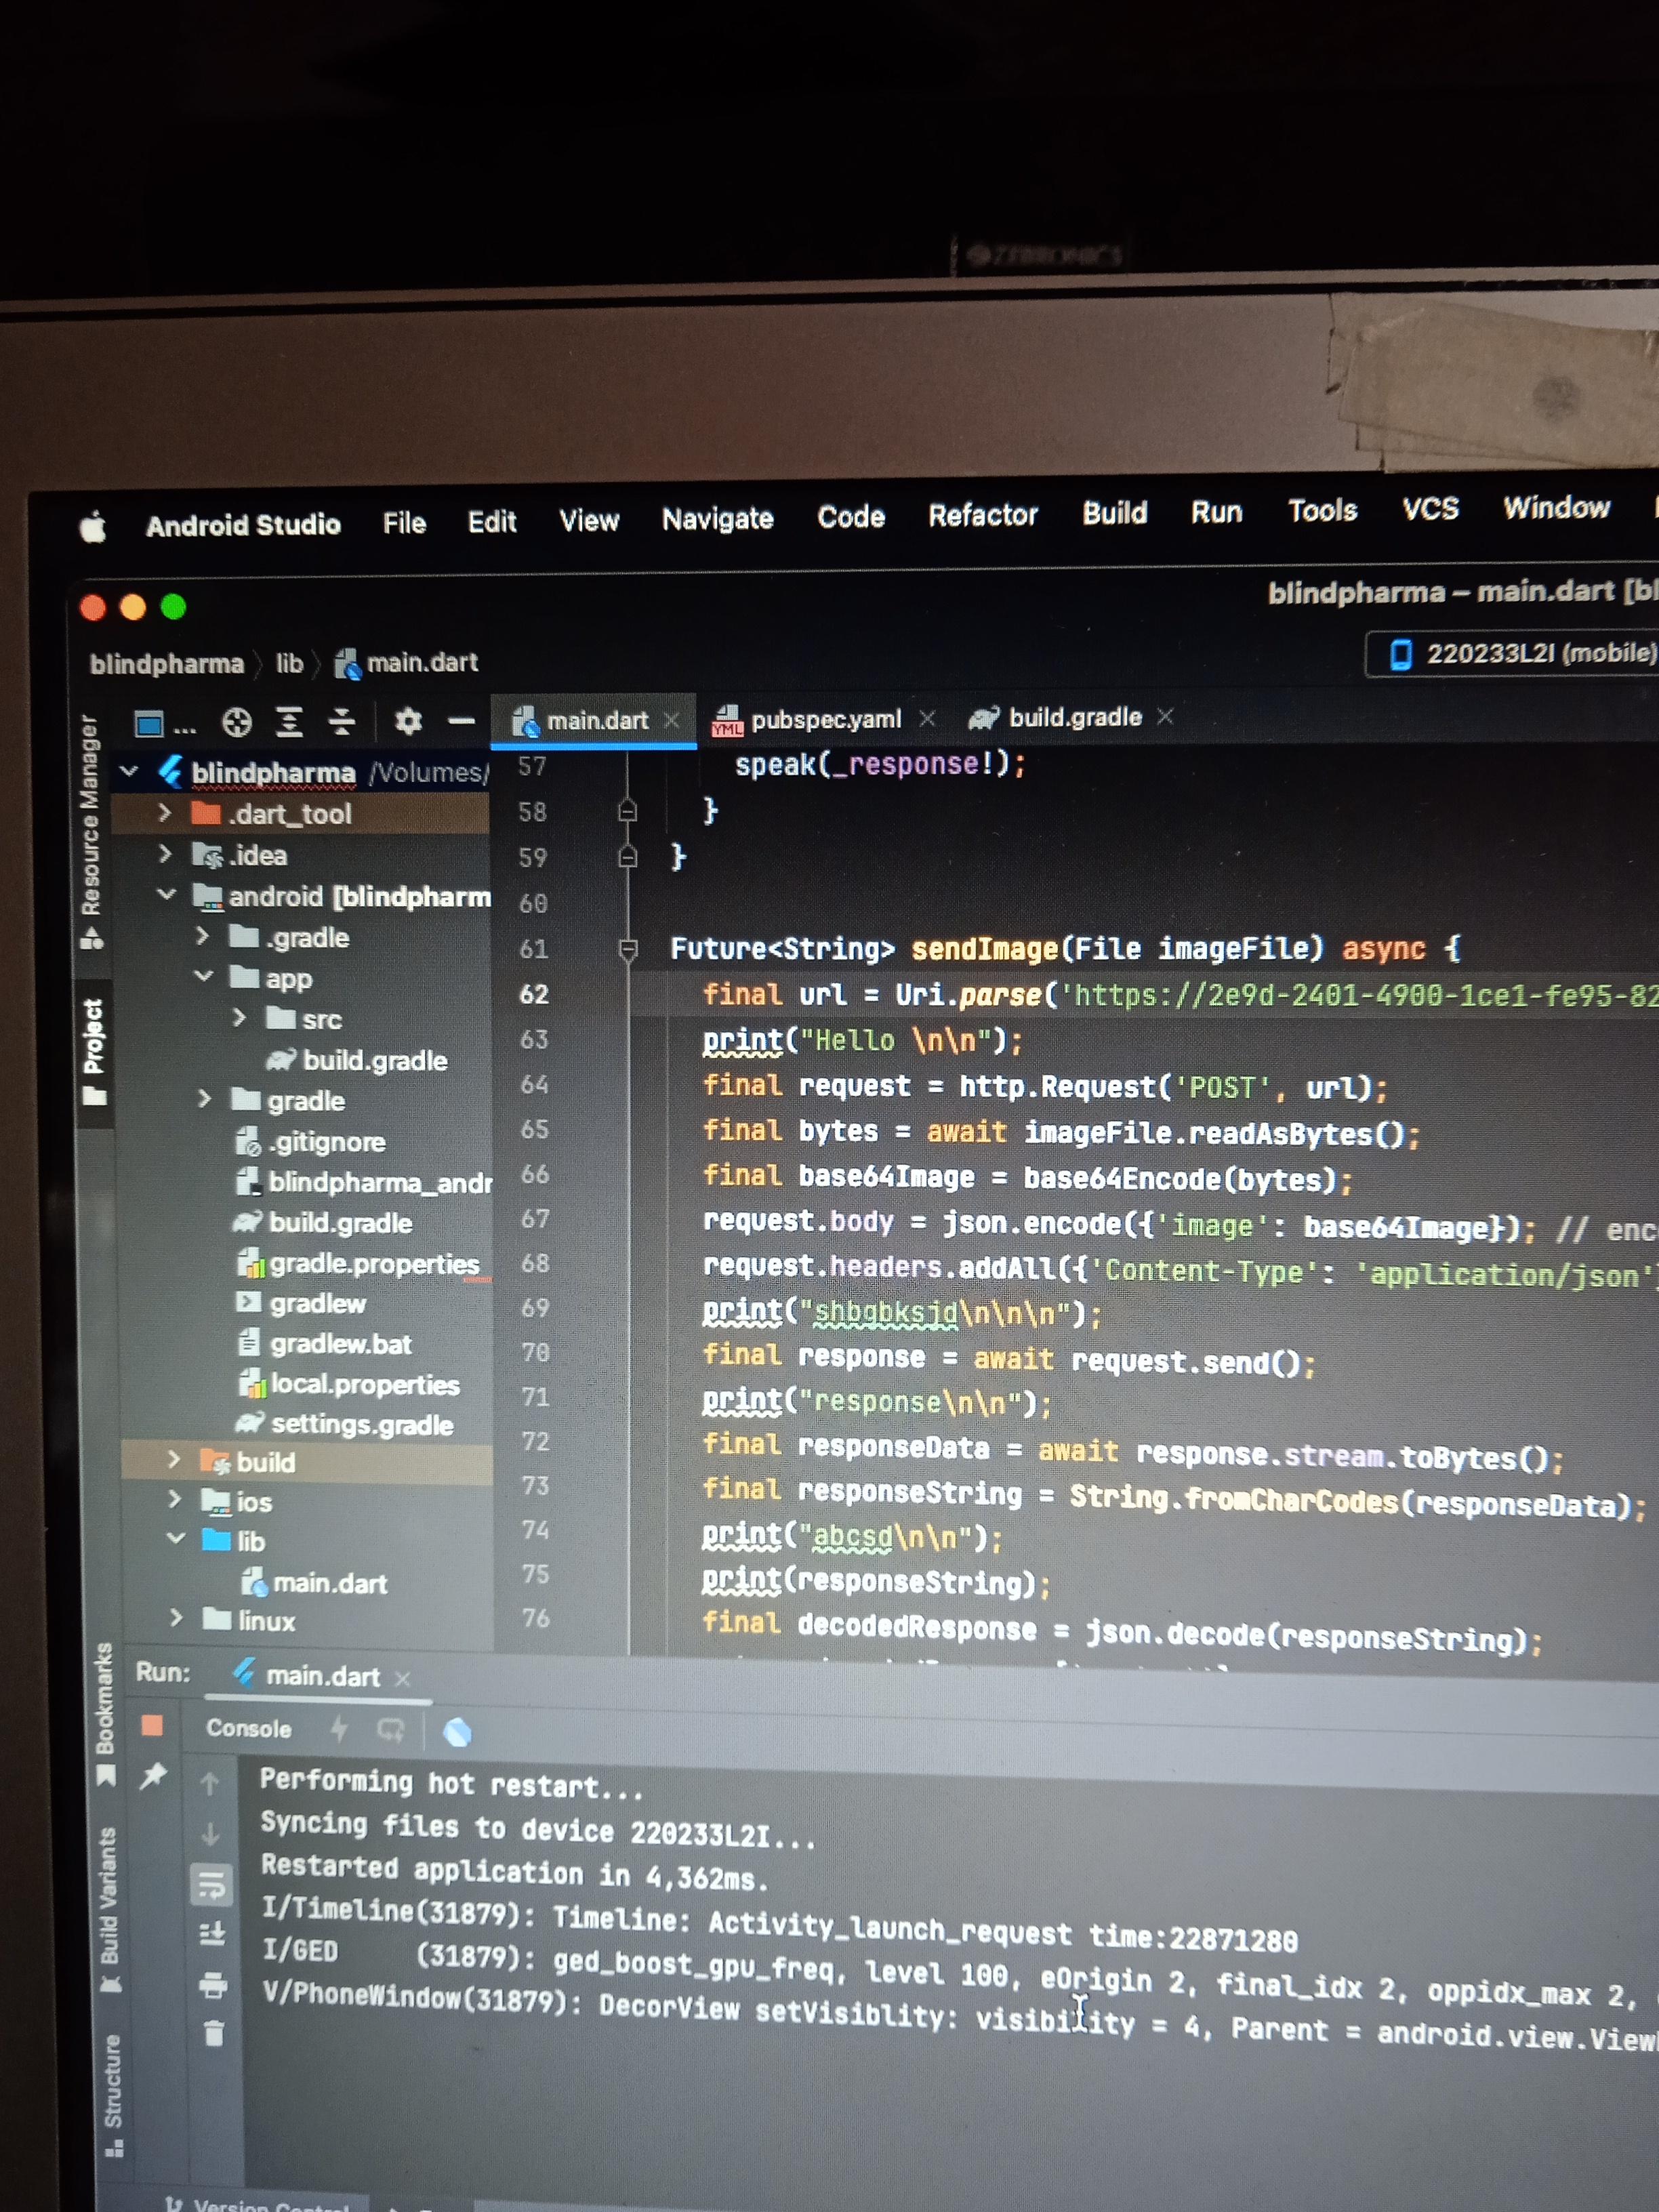 ZEBRONICS
Android Studio File Edit View Navigate Code Refactor Build Run Tools VCS Window
blindpharma – main.dart [bl
blindpharma lib main.dart
220233L2I (mobile)
... main.dart pubspec.yaml build.gradle
Resource Manager
Project
Bookmarks
Build Variants
Structure
blindpharma /Volumes/
.dart_tool
.idea
android [blindpharm
.gradle
app
src
build.gradle
gradle
.gitignore
blindpharma_andr
build.gradle
gradle.properties
gradlew
gradlew.bat
local.properties
settings.gradle
build
ios
lib
main.dart
linux
57 speak(_response!);
58 }
59 }
60
61 Future<String> sendImage(File imageFile) async {
62 final url = Uri.parse('https://2e9d-2401-4900-1ce1-fe95-82
63 print("Hello \n\n");
64 final request = http.Request('POST', url);
65 final bytes = await imageFile.readAsBytes();
66 final base64Image = base64Encode(bytes);
67 request.body = json.encode({'image': base64Image}); // enc
68 request.headers.addAll({'Content-Type': 'application/json'
69 print("shbgbksjd\n\n\n");
70 final response = await request.send();
71 print("response\n\n");
72 final responseData = await response.stream.toBytes();
73 final responseString = String.fromCharCodes(responseData);
74 print("abcsd\n\n");
75 print(responseString);
76 final decodedResponse = json.decode(responseString);
Run: main.dart
Console
Performing hot restart...
Syncing files to device 220233L2I...
Restarted application in 4,362ms.
I/Timeline(31879): Timeline: Activity_launch_request time:22871280
I/GED (31879): ged_boost_gpu_freq, level 100, eOrigin 2, final_idx 2, oppidx_max 2,
V/PhoneWindow(31879): DecorView setVisiblity: visibility = 4, Parent = android.view.View
Version Control